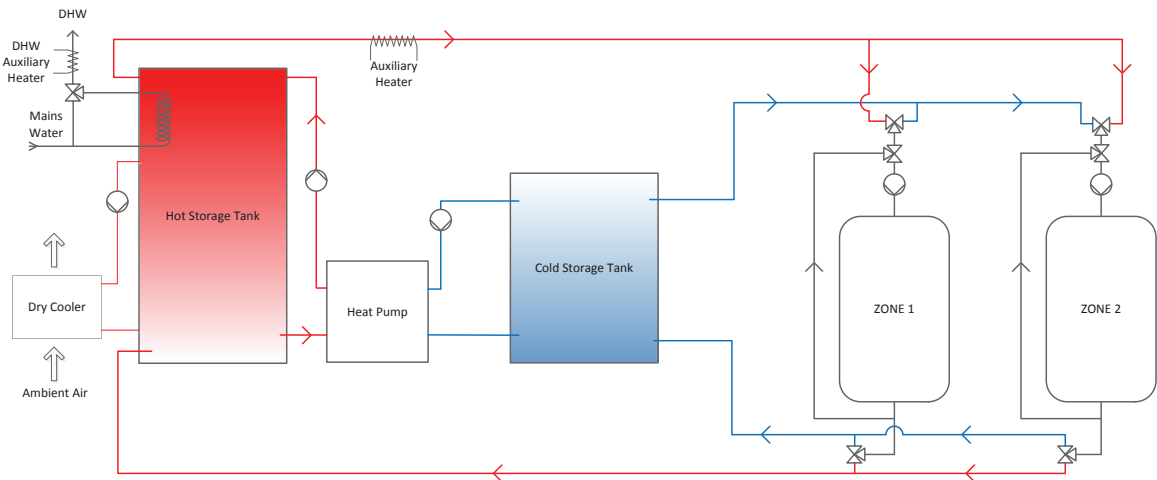 DHW
DHW
Auxiliary
Heater
Mains
Water
Auxiliary
Heater
Hot Storage Tank
Cold Storage Tank
Dry Cooler
Heat Pump
ZONE 1
ZONE 2
Ambient Air